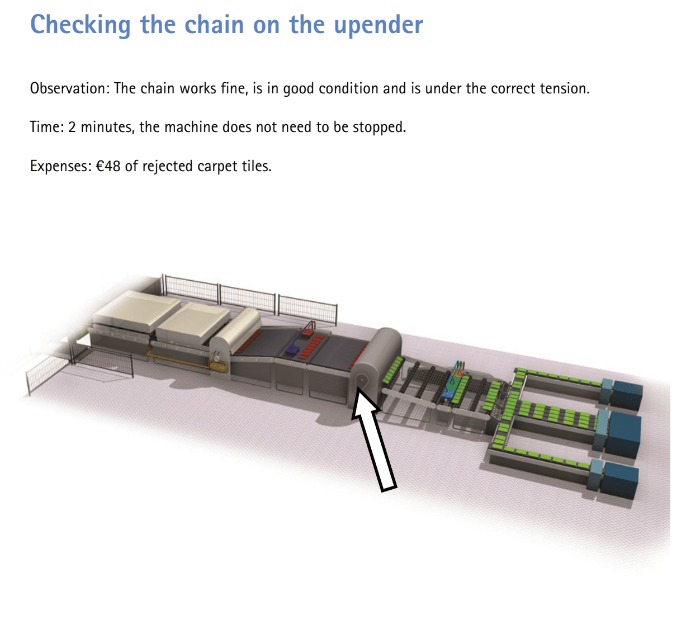 Checking the chain on the upender
Observation: The chain works fine, is in good condition and is under the correct tension.
Time: 2 minutes, the machine does not need to be stopped.
Expenses: €48 of rejected carpet tiles.